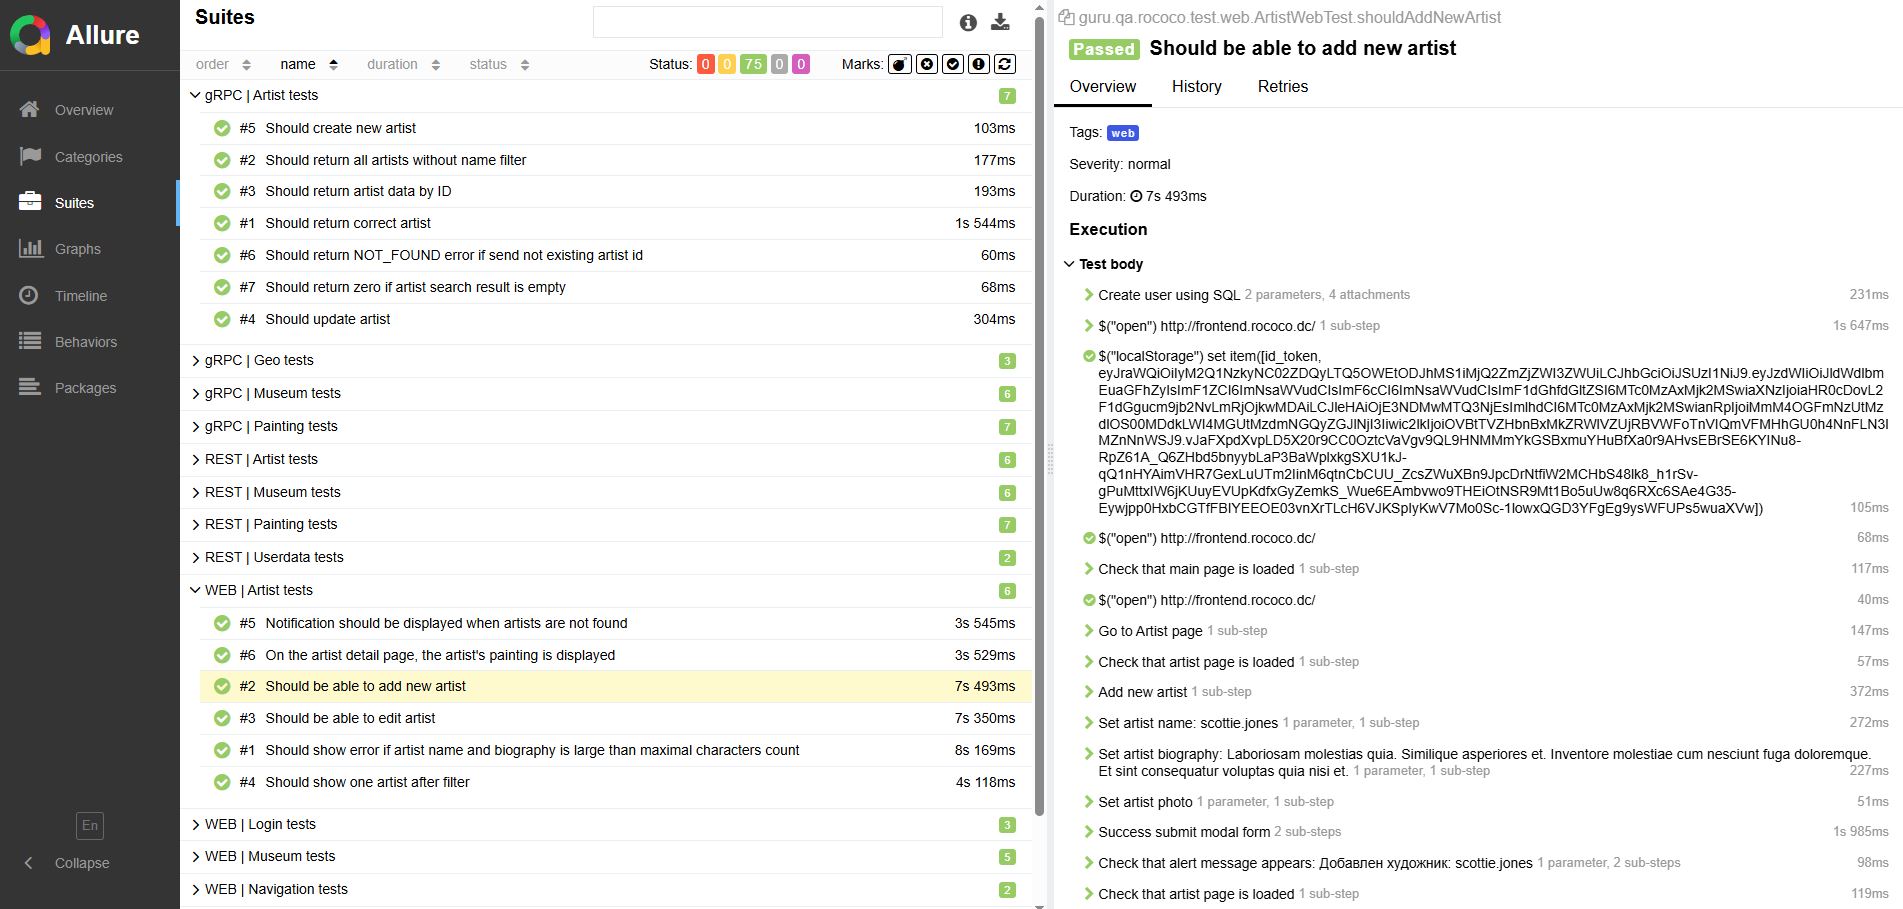 Allure
Overview
Categories
Suites
Graphs
Timeline
Behaviors
Packages
En
Collapse
Suites
order name duration status Status: 0 0 75 0 0 Marks:
gRPC | Artist tests 7
#5 Should create new artist 103ms
#2 Should return all artists without name filter 177ms
#3 Should return artist data by ID 193ms
#1 Should return correct artist 1s 544ms
#6 Should return NOT_FOUND error if send not existing artist id 60ms
#7 Should return zero if artist search result is empty 68ms
#4 Should update artist 304ms
gRPC | Geo tests 3
gRPC | Museum tests 6
gRPC | Painting tests 7
REST | Artist tests 6
REST | Museum tests 6
REST | Painting tests 7
REST | Userdata tests 2
WEB | Artist tests 6
#5 Notification should be displayed when artists are not found 3s 545ms
#6 On the artist detail page, the artist's painting is displayed 3s 529ms
#2 Should be able to add new artist 7s 493ms
#3 Should be able to edit artist 7s 350ms
#1 Should show error if artist name and biography is large than maximal characters count 8s 169ms
#4 Should show one artist after filter 4s 118ms
WEB | Login tests 3
WEB | Museum tests 5
WEB | Navigation tests 2
guru.qa.rococo.test.web.ArtistWebTest.shouldAddNewArtist
Passed Should be able to add new artist
Overview History Retries
Tags: web
Severity: normal
Duration: 7s 493ms
Execution
Test body
Create user using SQL 2 parameters, 4 attachments 231ms
$("open") http://frontend.rococo.dc/ 1 sub-step 1s 647ms
$("localStorage") set item([id_token,
105ms
$("open") http://frontend.rococo.dc/ 68ms
Check that main page is loaded 1 sub-step 117ms
$("open") http://frontend.rococo.dc/ 40ms
Go to Artist page 1 sub-step 147ms
Check that artist page is loaded 1 sub-step 57ms
Add new artist 1 sub-step 372ms
Set artist name: scottie.jones 1 parameter, 1 sub-step 272ms
Set artist biography: Laboriosam molestias quia. Similique asperiores et. Inventore molestiae cum nesciunt fuga doloremque.
Et sint consequatur voluptas quia nisi et. 1 parameter, 1 sub-step 227ms
Set artist photo 1 parameter, 1 sub-step 51ms
Success submit modal form 2 sub-steps 1s 985ms
Check that alert message appears: Добавлен художник: scottie.jones 1 parameter, 2 sub-steps 98ms
Check that artist page is loaded 1 sub-step 119ms